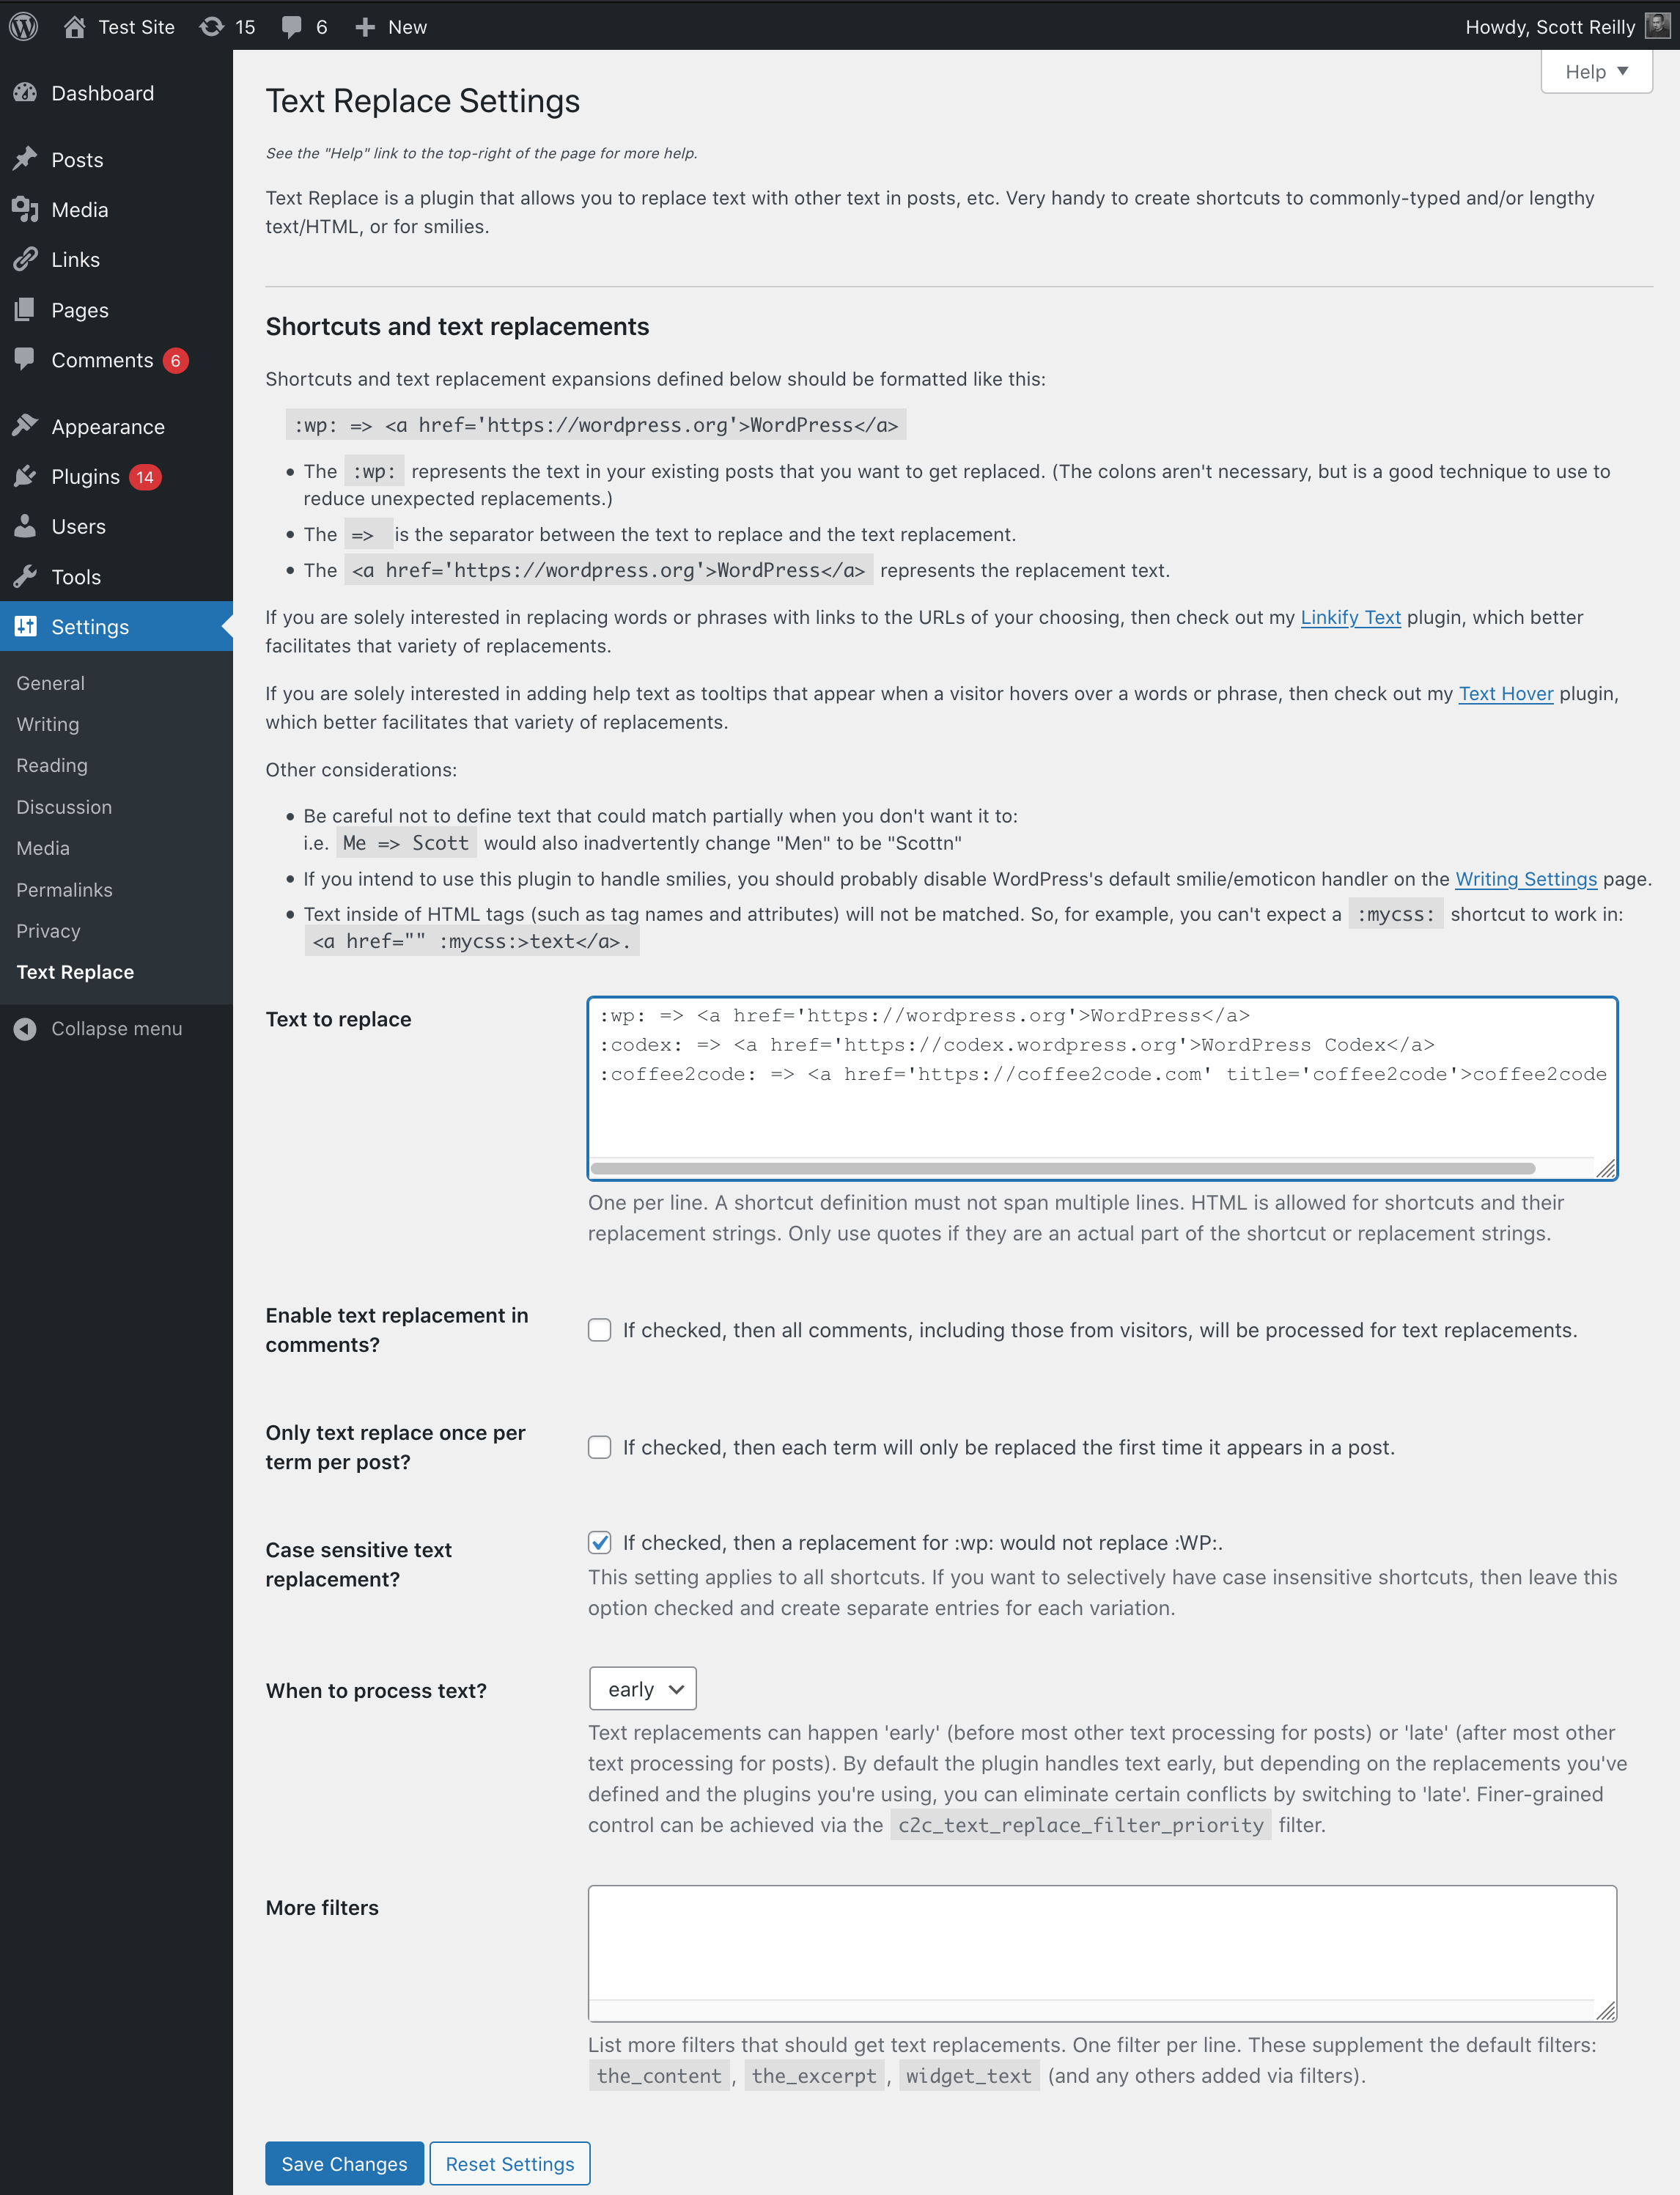 Test Site 15 6 New Howdy, Scott Reilly
Help
Dashboard
Posts
Media
Links
Pages
Comments 6
Appearance
Plugins 14
Users
Tools
Settings
General
Writing
Reading
Discussion
Media
Permalinks
Privacy
Text Replace
Collapse menu
Text Replace Settings
See the "Help" link to the top-right of the page for more help.
Text Replace is a plugin that allows you to replace text with other text in posts, etc. Very handy to create shortcuts to commonly-typed and/or lengthy
text/HTML, or for smilies.
Shortcuts and text replacements
Shortcuts and text replacement expansions defined below should be formatted like this:
:wp: => <a href='https://wordpress.org'>WordPress</a>
• The :wp: represents the text in your existing posts that you want to get replaced. (The colons aren't necessary, but is a good technique to use to
reduce unexpected replacements.)
• The => is the separator between the text to replace and the text replacement.
• The <a href='https://wordpress.org'>WordPress</a> represents the replacement text.
If you are solely interested in replacing words or phrases with links to the URLs of your choosing, then check out my Linkify Text plugin, which better
facilitates that variety of replacements.
If you are solely interested in adding help text as tooltips that appear when a visitor hovers over a words or phrase, then check out my Text Hover plugin,
which better facilitates that variety of replacements.
Other considerations:
• Be careful not to define text that could match partially when you don't want it to:
i.e. Me => Scott would also inadvertently change "Men" to be "Scottn"
• If you intend to use this plugin to handle smilies, you should probably disable WordPress's default smilie/emoticon handler on the Writing Settings page.
• Text inside of HTML tags (such as tag names and attributes) will not be matched. So, for example, you can't expect a :mycss: shortcut to work in:
<a href="" :mycss:>text</a>.
Text to replace
:wp: => <a href='https://wordpress.org'>WordPress</a>
:codex: => <a href='https://codex.wordpress.org'>WordPress Codex</a>
:coffee2code: => <a href='https://coffee2code.com' title='coffee2code'>coffee2code
One per line. A shortcut definition must not span multiple lines. HTML is allowed for shortcuts and their
replacement strings. Only use quotes if they are an actual part of the shortcut or replacement strings.
Enable text replacement in
comments?
If checked, then all comments, including those from visitors, will be processed for text replacements.
Only text replace once per
term per post?
If checked, then each term will only be replaced the first time it appears in a post.
Case sensitive text
replacement?
If checked, then a replacement for :wp: would not replace :WP:.
This setting applies to all shortcuts. If you want to selectively have case insensitive shortcuts, then leave this
option checked and create separate entries for each variation.
When to process text?
early
Text replacements can happen 'early' (before most other text processing for posts) or 'late' (after most other
text processing for posts). By default the plugin handles text early, but depending on the replacements you've
defined and the plugins you're using, you can eliminate certain conflicts by switching to 'late'. Finer-grained
control can be achieved via the c2c_text_replace_filter_priority filter.
More filters
List more filters that should get text replacements. One filter per line. These supplement the default filters:
the_content, the_excerpt, widget_text (and any others added via filters).
Save Changes Reset Settings